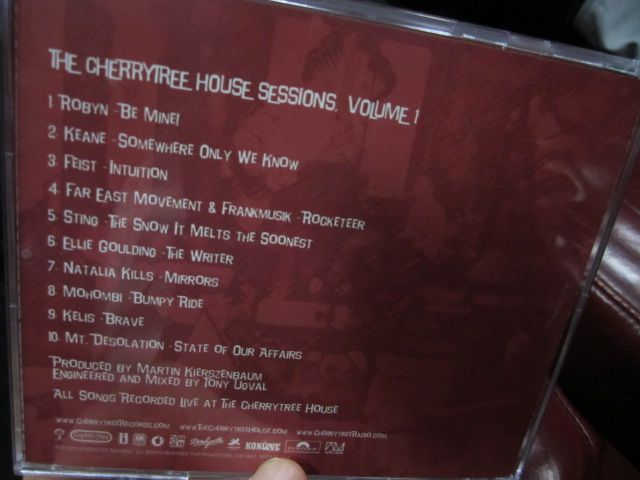 THE CHERRYTREE HOUSE SESSIONS, VOLUME 1
1. ROBYN - BE MINE!
2. KEANE - SOMEWHERE ONLY WE KNOW
3. FEIST - INTUITION
4. FAR EAST MOVEMENT & FRANKMUSIK - ROCKETEER
5. STING - THE SNOW IT MELTS THE SOONEST
6. ELLIE GOULDING - THE WRITER
7. NATALIA KILLS - MIRRORS
8. MOHOMBI - BUMPY RIDE
9. KELIS - BRAVE
10. MT. DESOLATION - STATE OF OUR AFFAIRS
PRODUCED BY MARTIN KIERSZENBAUM
ENGINEERED AND MIXED BY TONY UGVAL
ALL SONGS RECORDED LIVE AT THE CHERRYTREE HOUSE
WWW.CHERRYTREERECORDS.COM WWW.THECHERRYTREEHOUSE.COM WWW.CHERRYTREERADIO.COM
CHERRYTREE KONLIVE